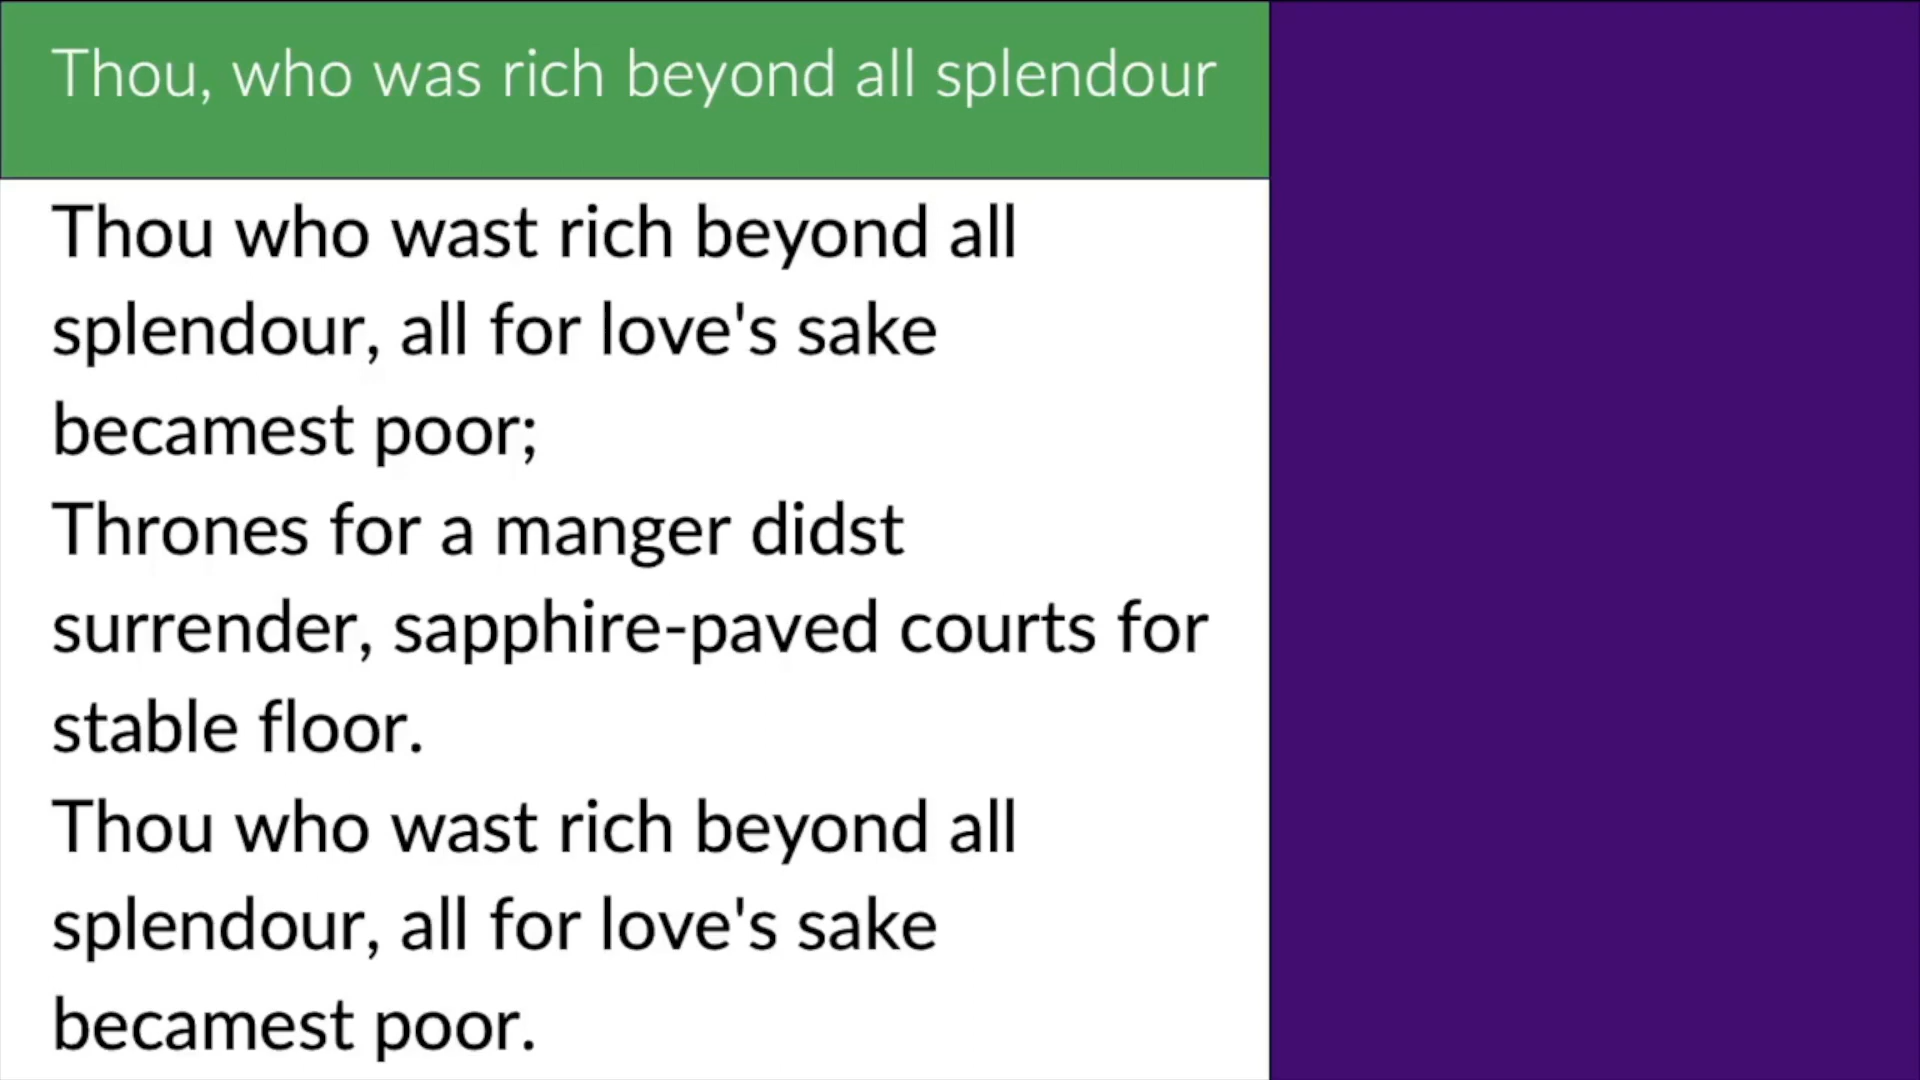 Thou, who was rich beyond all splendour
Thou who wast rich beyond all
splendour, all for love's sake
becamest poor;
Thrones for a manger didst
surrender, sapphire-paved courts for
stable floor.
Thou who wast rich beyond all
splendour, all for love's sake
becamest poor.